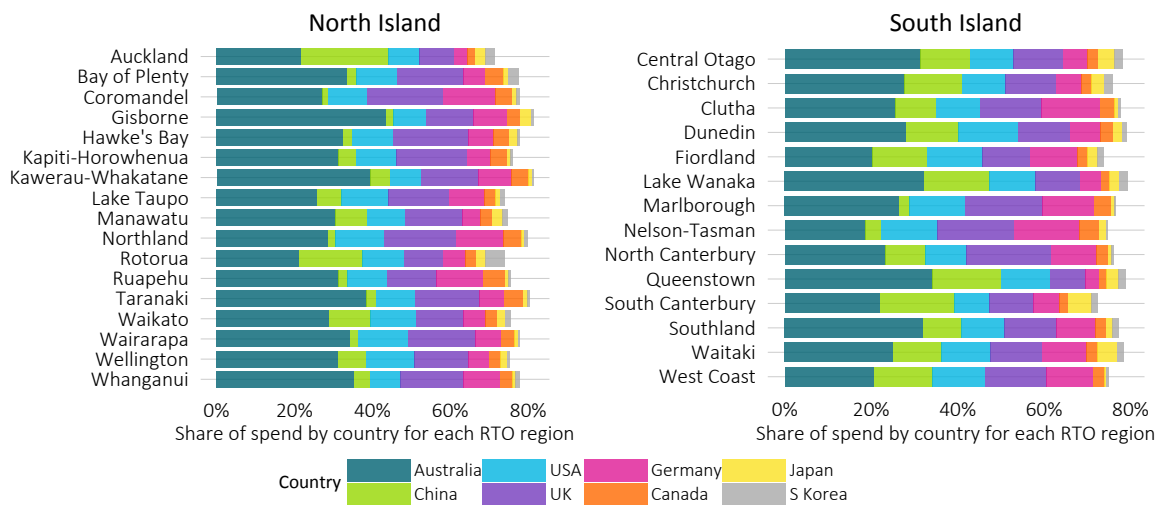 North Island
Auckland
Bay of Plenty
Coromandel
Gisborne
Hawke's Bay
Kapiti-Horowhenua
Kawerau-Whakatane
Lake Taupo
Manawatu
Northland
Rotorua
Ruapehu
Taranaki
Waikato
Wairarapa
Wellington
Whanganui
0% 20% 40% 60% 80%
Share of spend by country for each RTO region
South Island
Central Otago
Christchurch
Clutha
Dunedin
Fiordland
Lake Wanaka
Marlborough
Nelson-Tasman
North Canterbury
Queenstown
South Canterbury
Southland
Waitaki
West Coast
0% 20% 40% 60% 80%
Share of spend by country for each RTO region
Country
Australia USA Germany Japan
China UK Canada S Korea